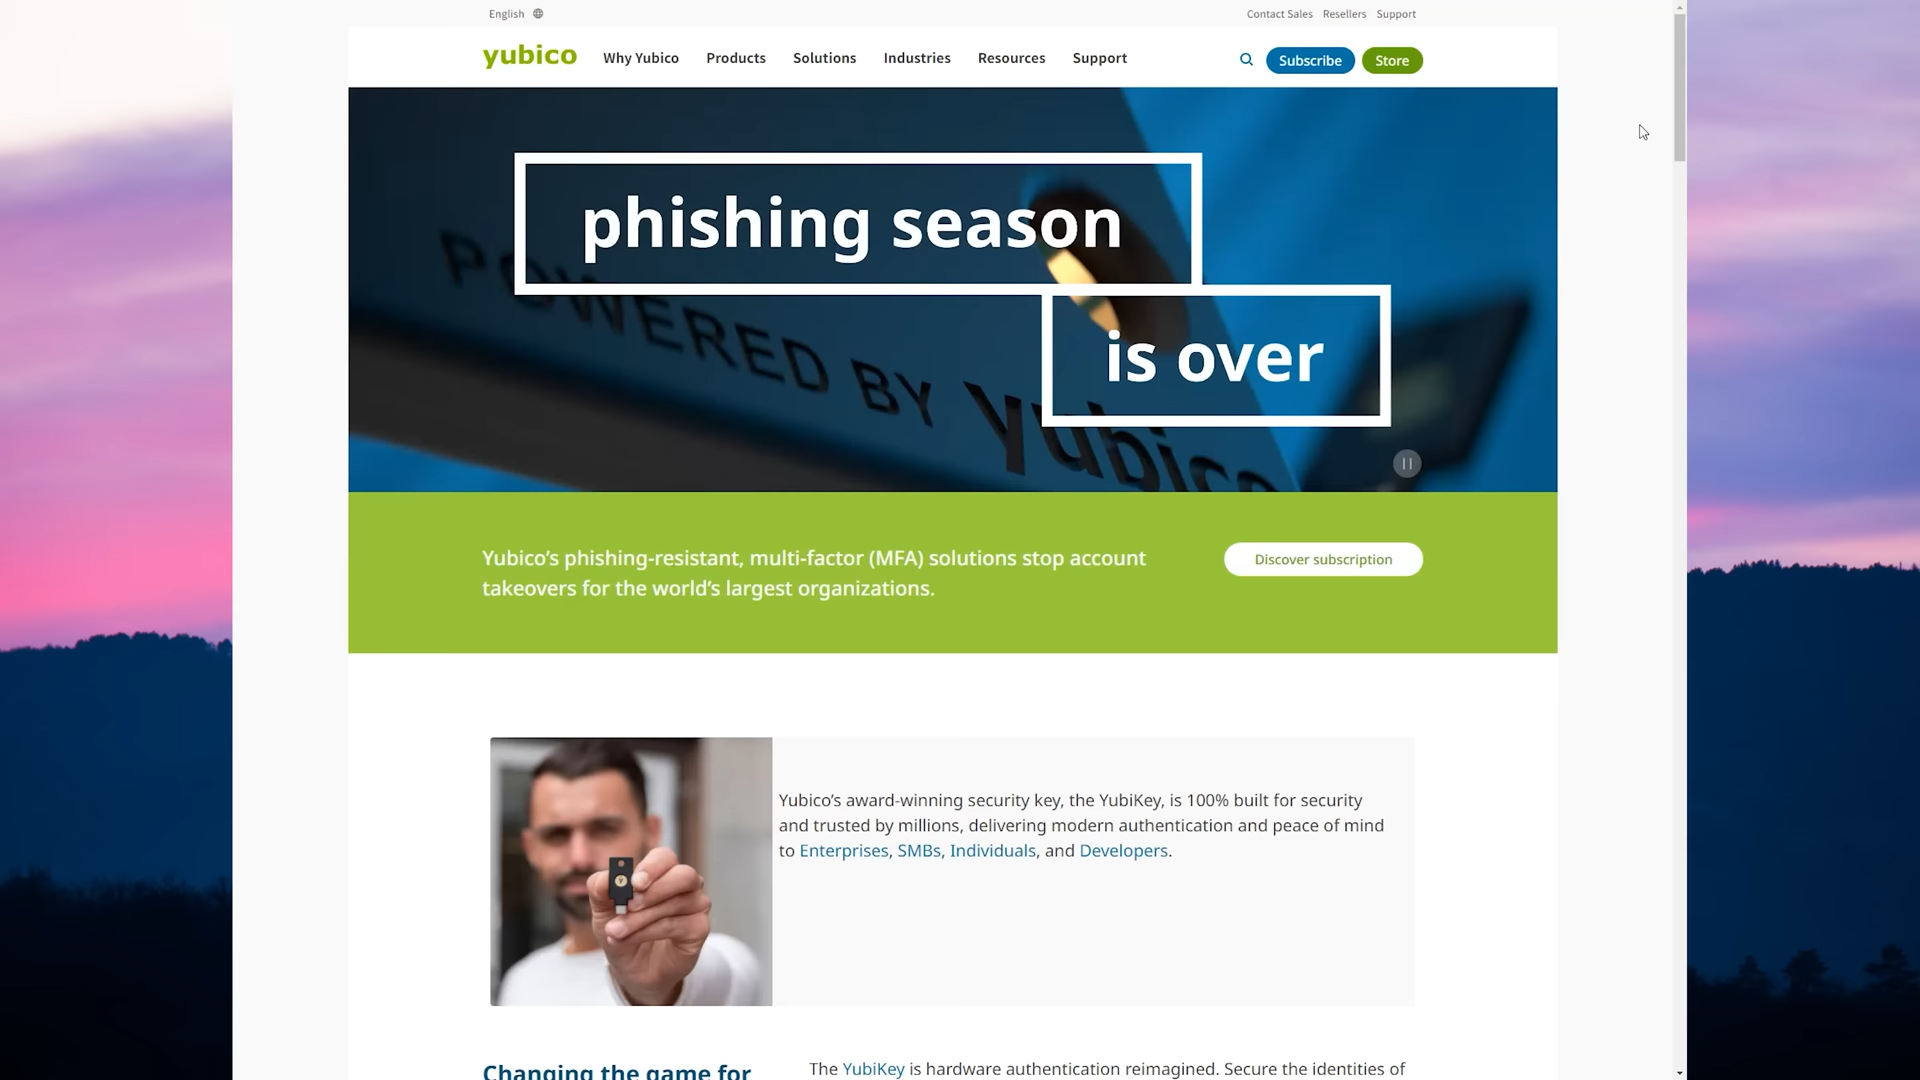 English
Contact Sales Resellers Support
yubico
Why Yubico Products Solutions Industries Resources Support
Subscribe
Store
phishing season
is over
POWERED BY Yubico
Yubico’s phishing-resistant, multi-factor (MFA) solutions stop account
takeovers for the world’s largest organizations.
Discover subscription
Yubico’s award-winning security key, the YubiKey, is 100% built for security
and trusted by millions, delivering modern authentication and peace of mind
to Enterprises, SMBs, Individuals, and Developers.
Changing the game for
The YubiKey is hardware authentication reimagined. Secure the identities of